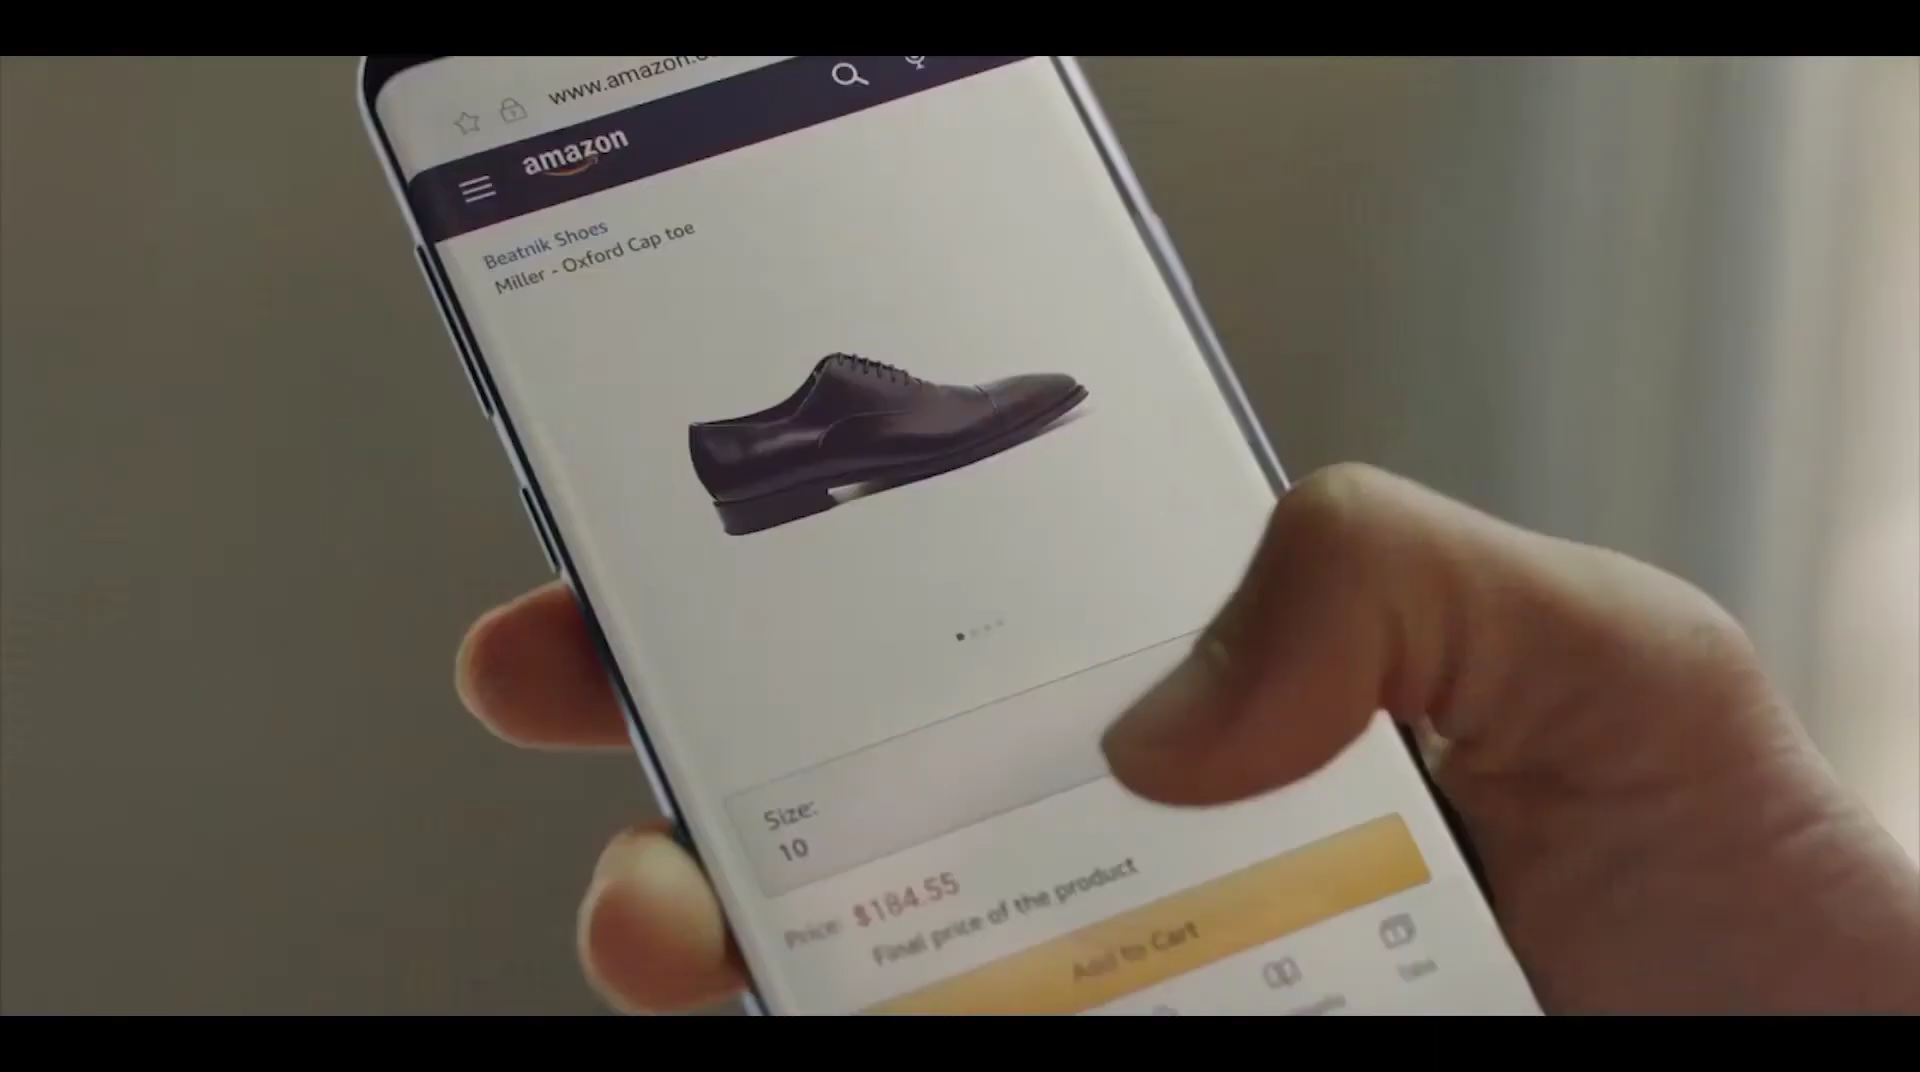 www.amazon.c
amazon
Beatnik Shoes
Miller - Oxford Cap toe
Size:
10
Price: $184.55
Final price of the product
Add to Cart